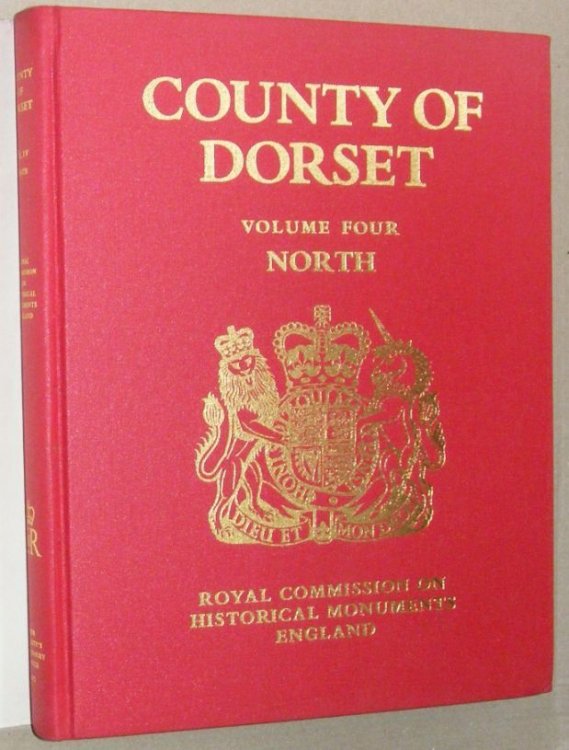 COUNTY OF
DORSET
VOLUME FOUR
NORTH
DIEU ET MON
ROYAL COMMISSION ON
HISTORICAL MONUMENTS
ENGLAND